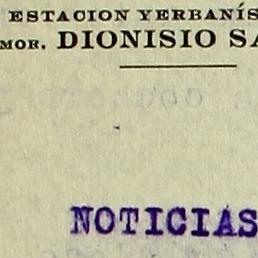 ESTACION YERBANÍS
MOR. DIONISIO SA
NOTICIAS